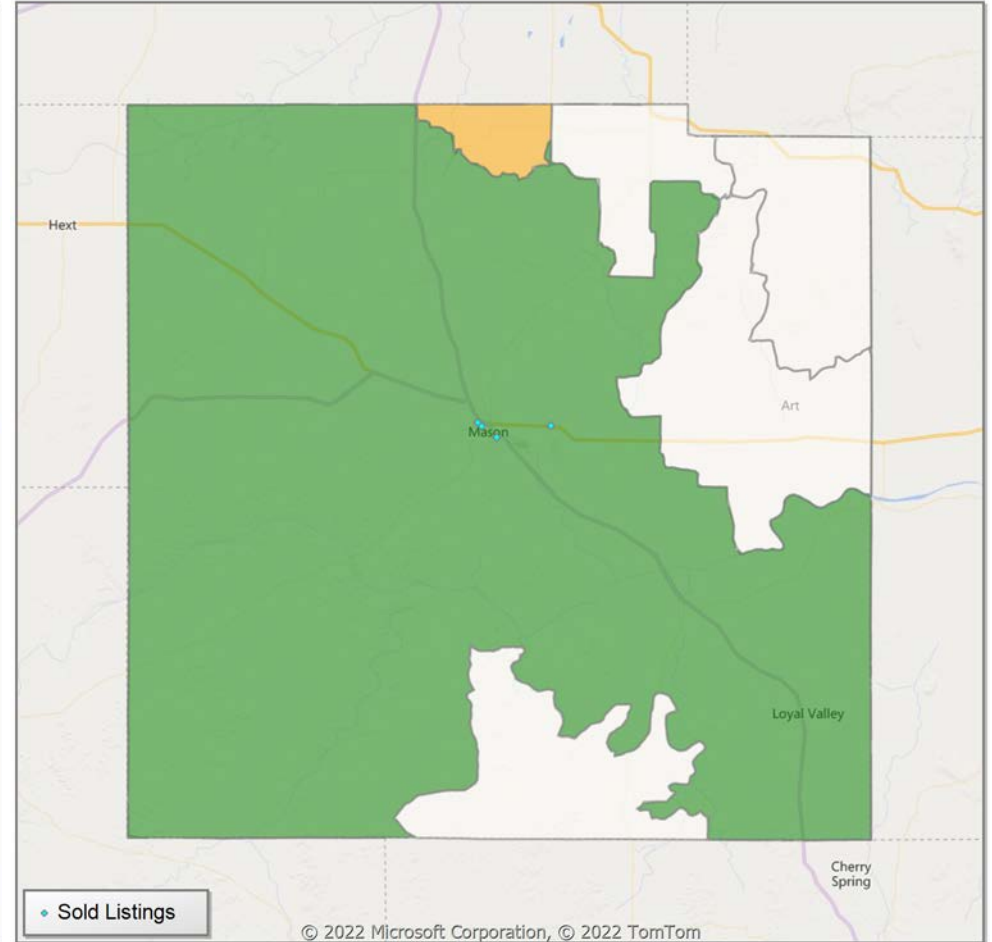 Hext
Art
Mason
Loyal Valley
Cherry
Spring
Sold Listings
© 2022 Microsoft Corporation, © 2022 TomTom